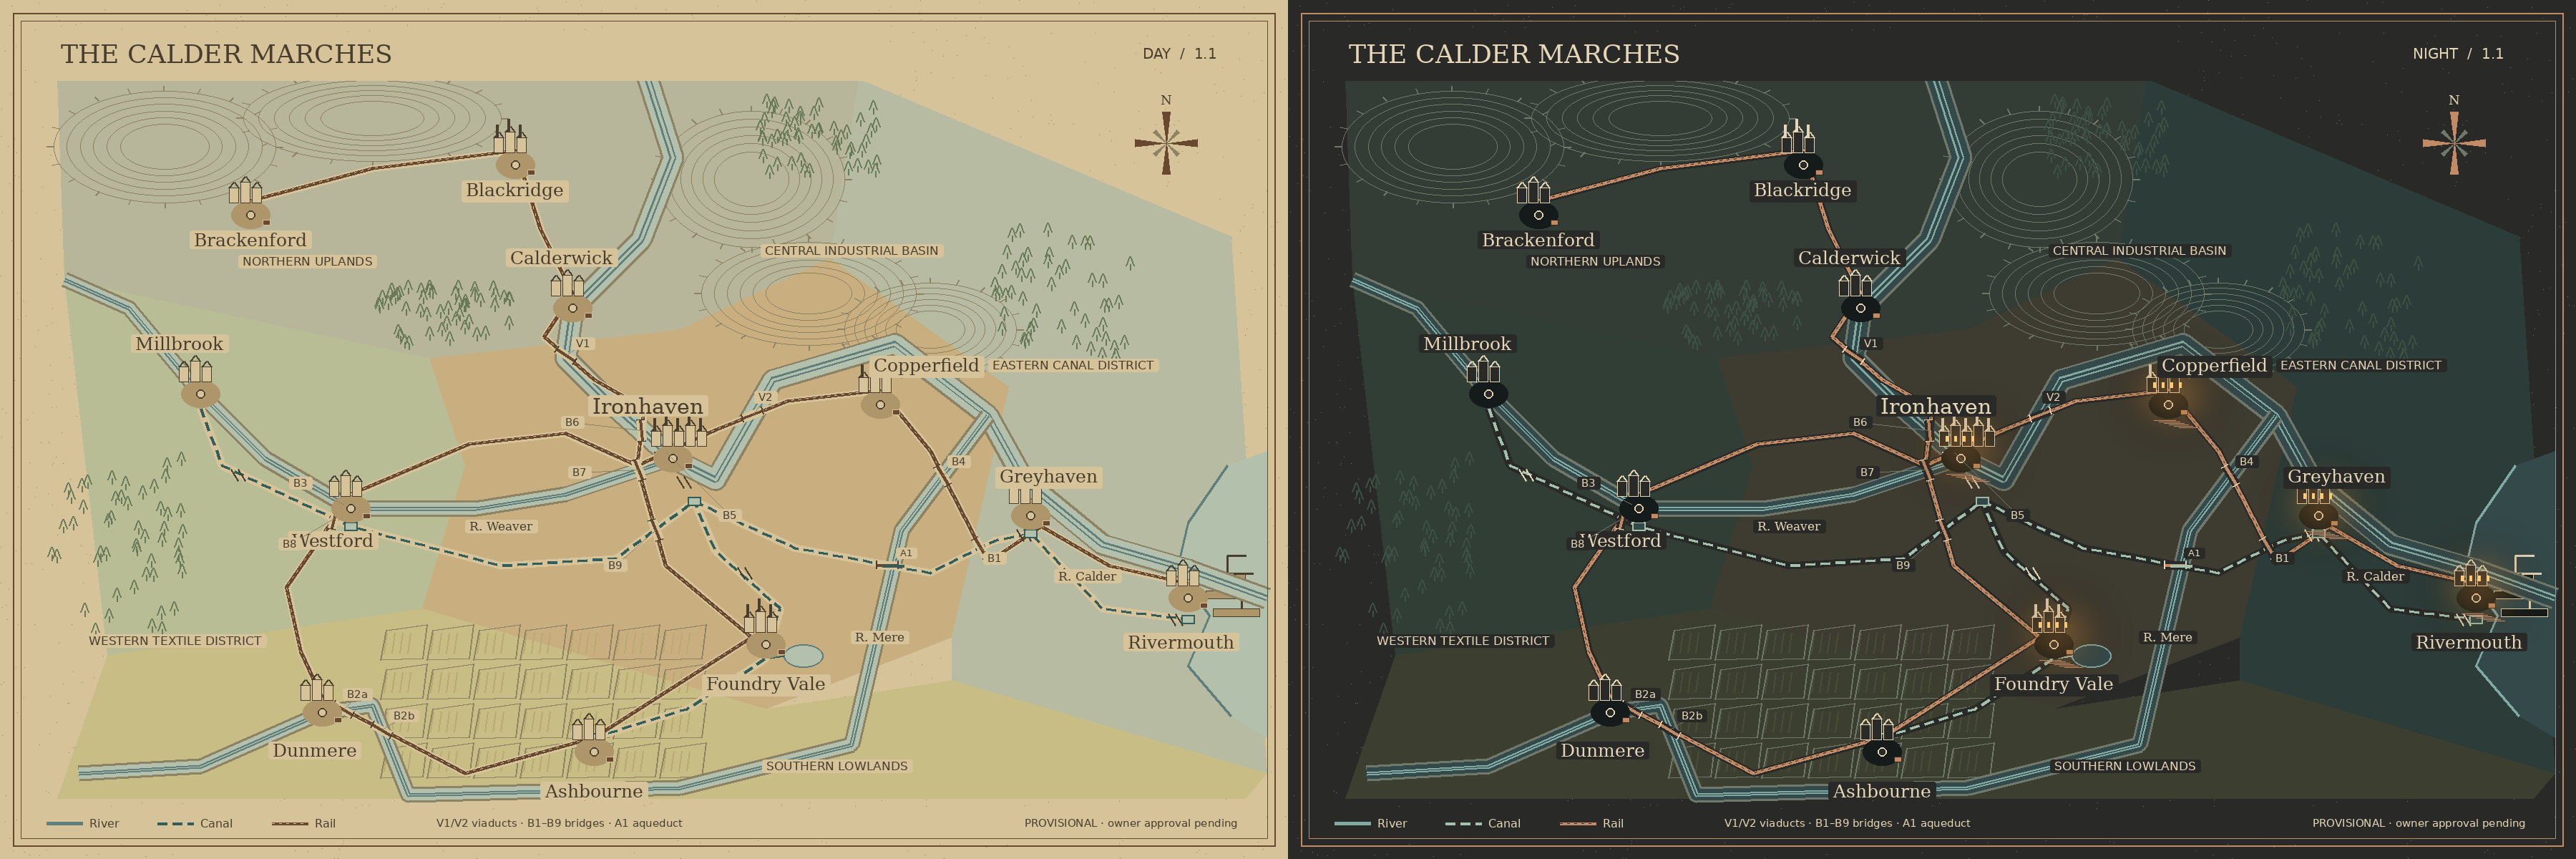 THE CALDER MARCHES
DAY / 1.1
N
Blackridge
Brackenford
NORTHERN UPLANDS
CENTRAL INDUSTRIAL BASIN
Calderwick
Millbrook
V1
Copperfield
EASTERN CANAL DISTRICT
V2
Ironhaven
B6
B4
B7
Greyhaven
B3
B5
R. Weaver
Westford
B8
A1
B1
B9
R. Calder
WESTERN TEXTILE DISTRICT
R. Mere
Rivermouth
Foundry Vale
B2a
B2b
Dunmere
SOUTHERN LOWLANDS
Ashbourne
River
Canal
Rail
V1/V2 viaducts · B1–B9 bridges · A1 aqueduct
PROVISIONAL · owner approval pending
THE CALDER MARCHES
NIGHT / 1.1
N
Blackridge
Brackenford
NORTHERN UPLANDS
CENTRAL INDUSTRIAL BASIN
Calderwick
Millbrook
V1
Copperfield
EASTERN CANAL DISTRICT
V2
Ironhaven
B6
B4
B7
Greyhaven
B3
B5
R. Weaver
Westford
B8
A1
B1
B9
R. Calder
WESTERN TEXTILE DISTRICT
R. Mere
Rivermouth
Foundry Vale
B2a
B2b
Dunmere
SOUTHERN LOWLANDS
Ashbourne
River
Canal
Rail
V1/V2 viaducts · B1–B9 bridges · A1 aqueduct
PROVISIONAL · owner approval pending